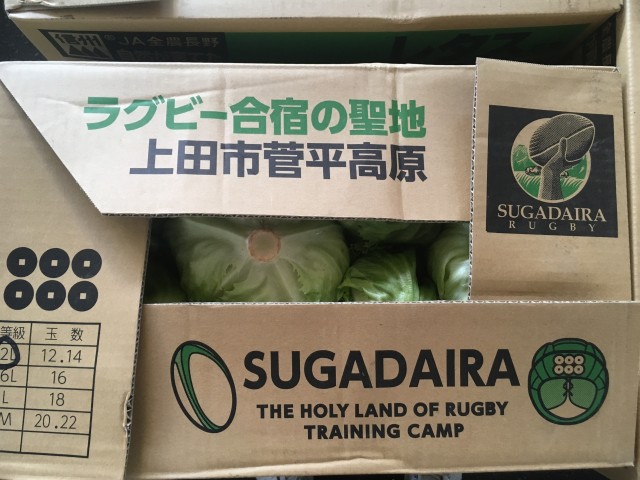 JA全農長野
ラグビー合宿の聖地
上田市菅平高原
SUGADAIRA
RUGBY
等級 玉数
2L 12.14
6L 16
L 18
M 20.22
SUGADAIRA
THE HOLY LAND OF RUGBY
TRAINING CAMP